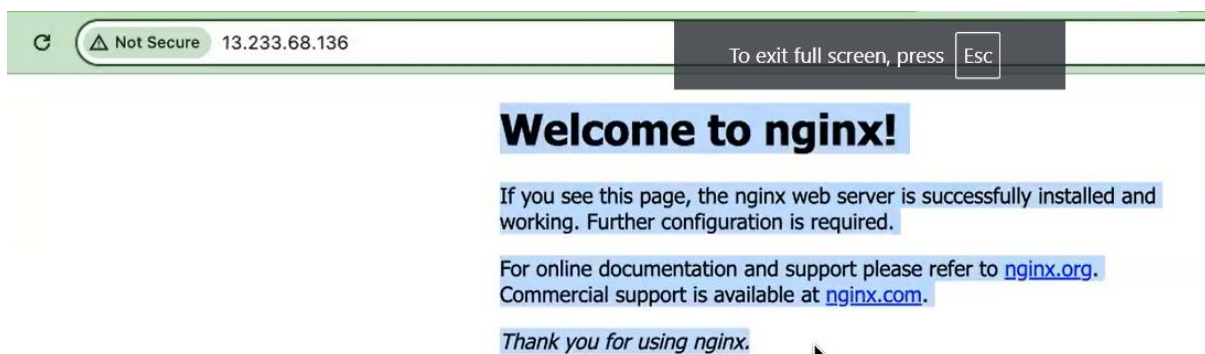 Not Secure 13.233.68.136
To exit full screen, press Esc
Welcome to nginx!
If you see this page, the nginx web server is successfully installed and
working. Further configuration is required.
For online documentation and support please refer to nginx.org.
Commercial support is available at nginx.com.
Thank you for using nginx.